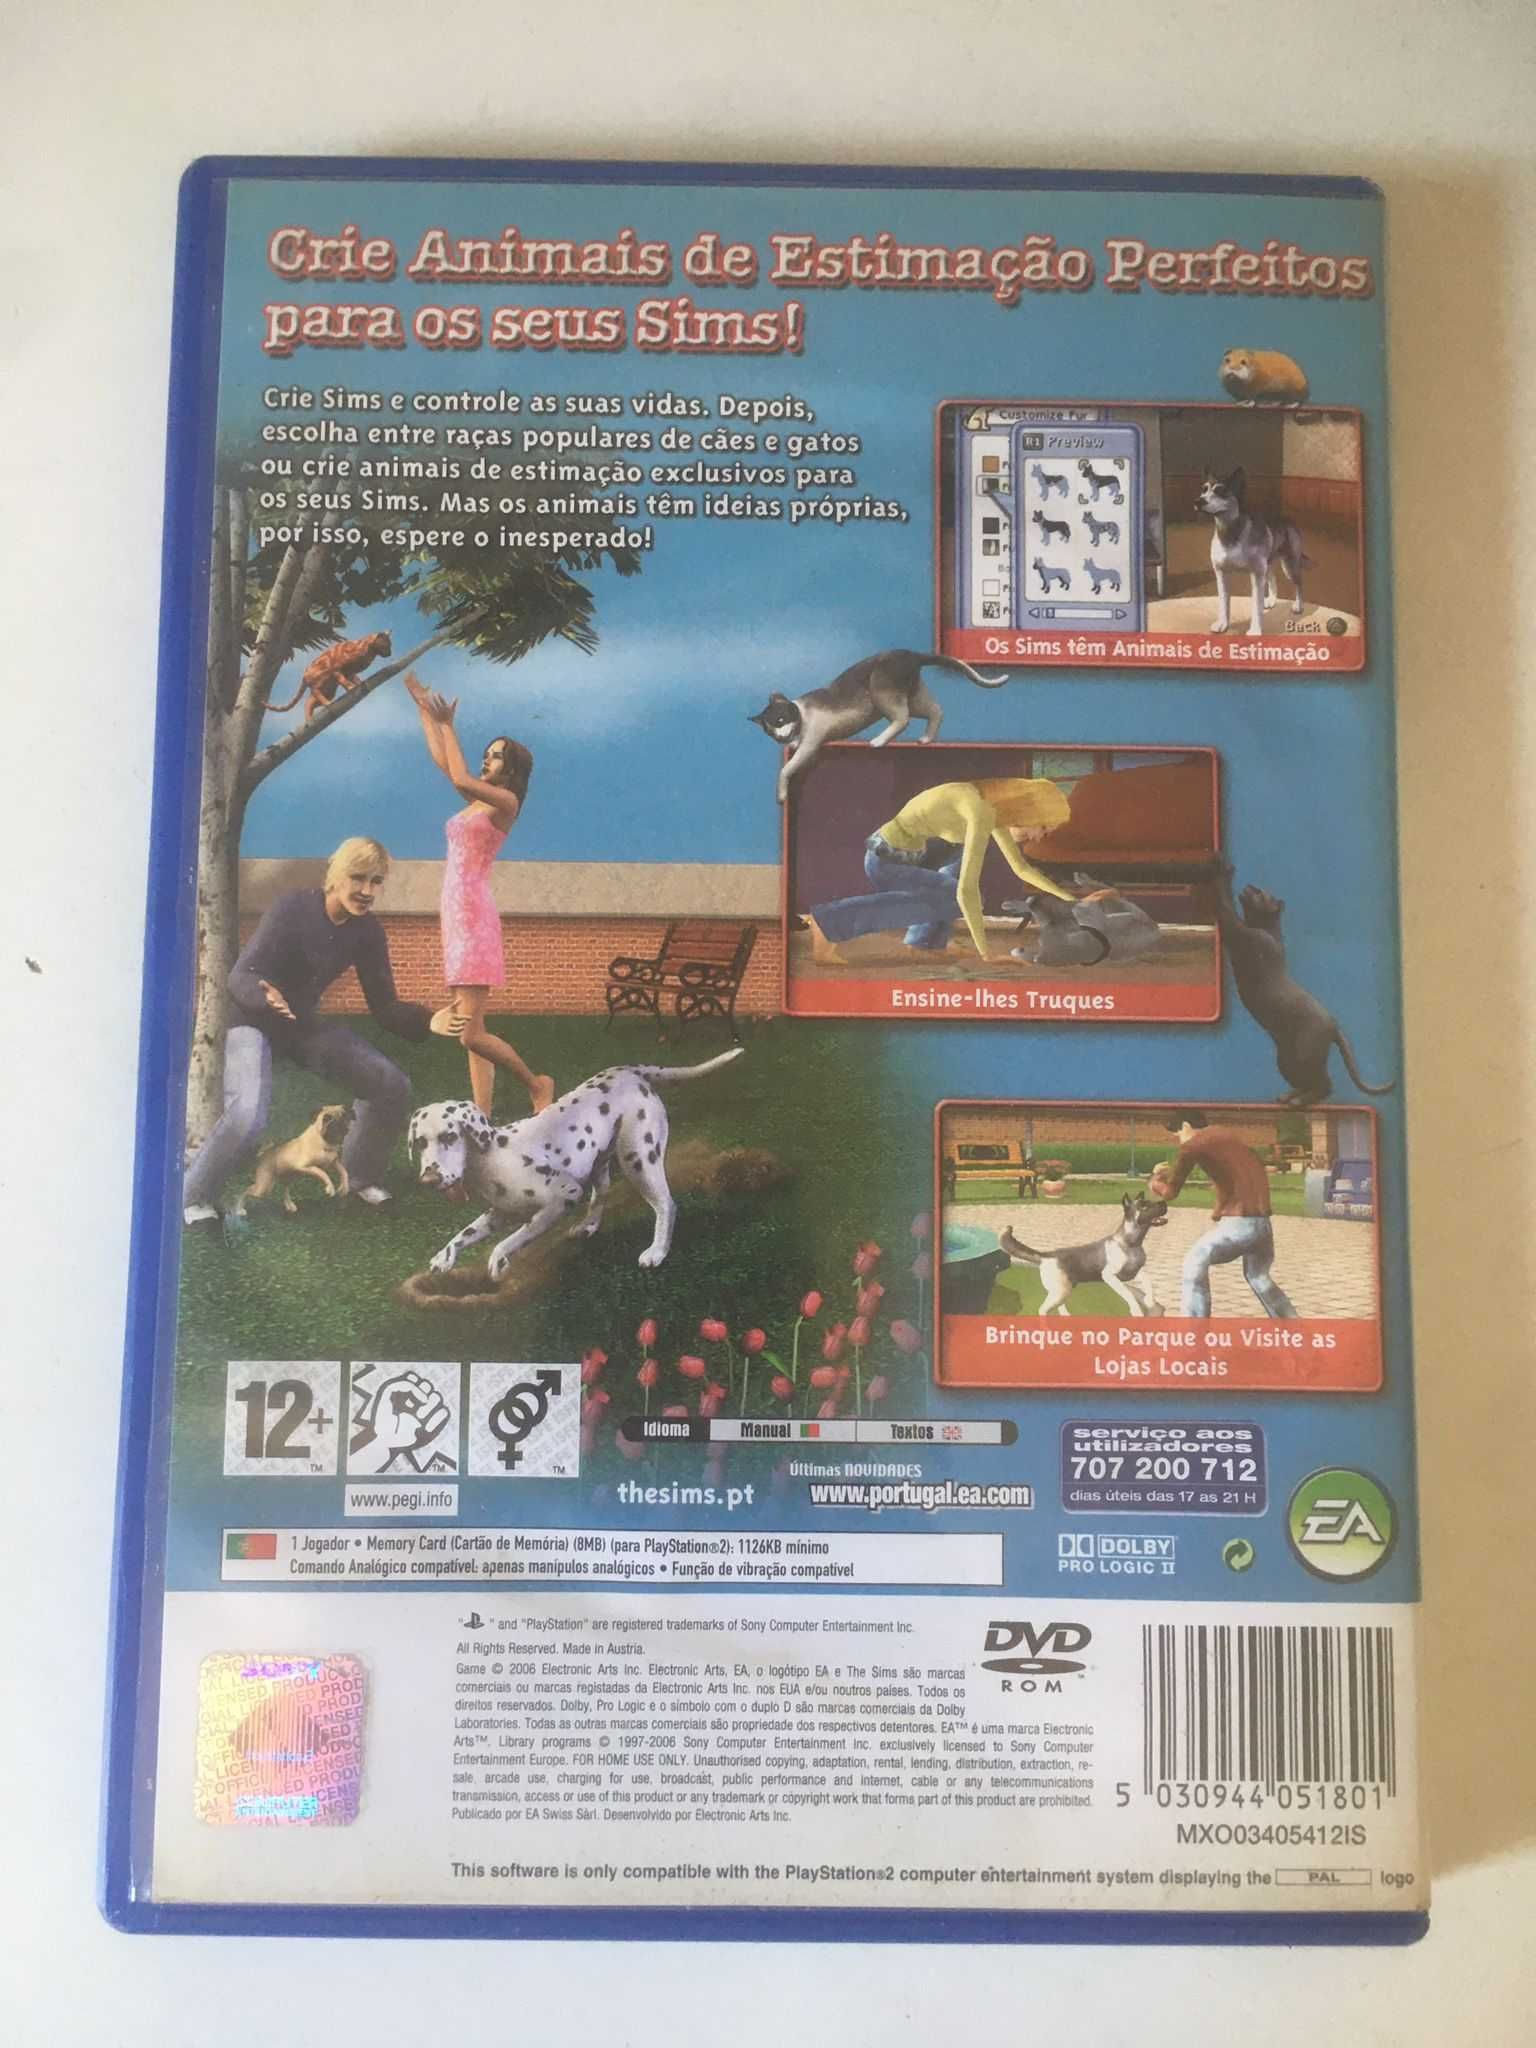 Crie Animais de Estimação Perfeitos
para os seus Sims!
Crie Sims e controle as suas vidas. Depois,
escolha entre raças populares de cães e gatos
ou crie animais de estimação exclusivos para
os seus Sims. Mas os animais têm ideias próprias,
por isso, espere o inesperado!
Customize Fur
R1 Preview
Back
Os Sims têm Animais de Estimação
Ensine-lhes Truques
Brinque no Parque ou Visite as
Lojas Locais
12+
TM
TM
TM
www.pegi.info
Idioma Manual Textos
Últimas NOVIDADES
thesims.pt
www.portugal.ea.com
serviço aos
utilizadores
707 200 712
dias úteis das 17 as 21 H
EA
1 Jogador • Memory Card (Cartão de Memória) (8MB) (para PlayStation®2): 1126KB mínimo
Comando Analógico compatível: apenas manípulos analógicos • Função de vibração compatível
DOLBY
PRO LOGIC II
" " and "PlayStation" are registered trademarks of Sony Computer Entertainment Inc.
All Rights Reserved. Made in Austria.
Game © 2006 Electronic Arts Inc. Electronic Arts, EA, o logótipo EA e The Sims são marcas
comerciais ou marcas registadas da Electronic Arts Inc. nos EUA e/ou noutros países. Todos os
direitos reservados. Dolby, Pro Logic e o símbolo com o duplo D são marcas comerciais da Dolby
Laboratories. Todas as outras marcas comerciais são propriedade dos respectivos detentores. EA™ é uma marca Electronic
Arts™. Library programs © 1997-2006 Sony Computer Entertainment Inc. exclusively licensed to Sony Computer
Entertainment Europe. FOR HOME USE ONLY. Unauthorised copying, adaptation, rental, lending, distribution, extraction, re-
sale, arcade use, charging for use, broadcast, public performance and internet, cable or any telecommunications
transmission, access or use of this product or any trademark or copyright work that forms part of this product are prohibited.
Publicado por EA Swiss Sàrl. Desenvolvido por Electronic Arts Inc.
DVD
ROM
5 030944 051801
MXO03405412IS
This software is only compatible with the PlayStation®2 computer entertainment system displaying the PAL logo